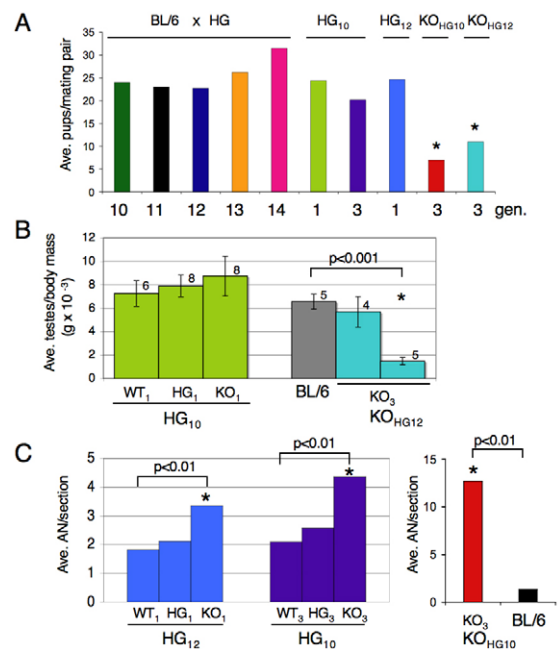 A
BL/6 x HG HG10 HG12 KOHG10 KOHG12
Ave. pups/mating pair
35
30
25
20
15
10
5
0
10 11 12 13 14 1 3 1 3 3 gen.
* *
B
Ave. testes/body mass
(g x 10 -3)
12
10
8
6
4
2
0
6 8 8 5 4 5
p<0.001
*
WT1 HG1 KO1 BL/6 KO3
HG10 KOHG12
C
Ave. AN/section
5
4
3
2
1
0
p<0.01 p<0.01
* *
WT1 HG1 KO1 WT3 HG3 KO3
HG12 HG10
Ave. AN/section
15
10
5
0
p<0.01
*
KO3 BL/6
KOHG10